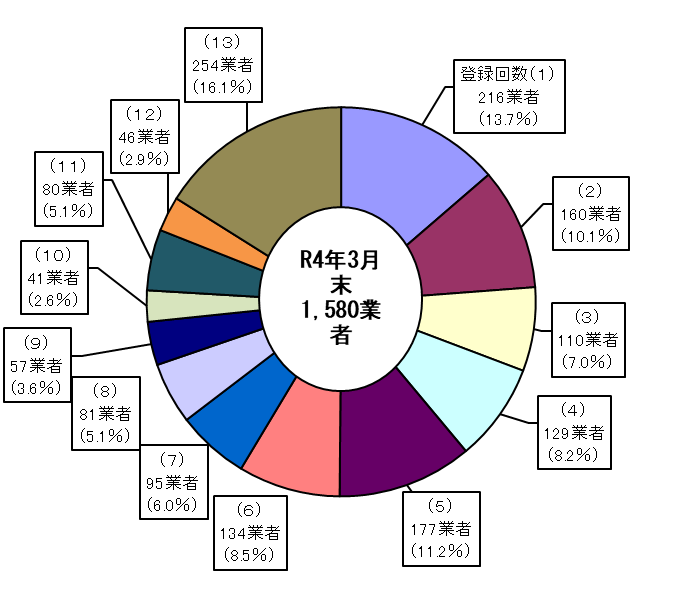 登録回数（1）
216業者
（13.7%）
（2）
160業者
（10.1%）
（3）
110業者
（7.0%）
（4）
129業者
（8.2%）
（5）
177業者
（11.2%）
（6）
134業者
（8.5%）
（7）
95業者
（6.0%）
（8）
81業者
（5.1%）
（9）
57業者
（3.6%）
（10）
41業者
（2.6%）
（11）
80業者
（5.1%）
（12）
46業者
（2.9%）
（13）
254業者
（16.1%）
R4年3月
末
1,580業
者